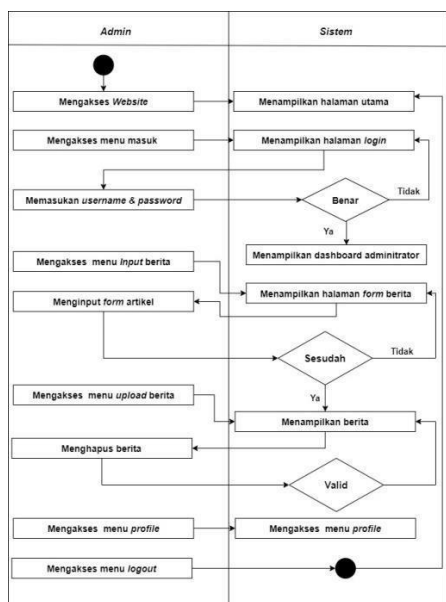 Admin
Sistem
Mengakses Website
Menampilkan halaman utama
Mengakses menu masuk
Menampilkan halaman login
Memasukan username & password
Benar
Tidak
Ya
Menampilkan dashboard adminitrator
Mengakses menu Input berita
Menampilkan halaman form berita
Menginput form artikel
Sesudah
Tidak
Ya
Mengakses menu upload berita
Menampilkan berita
Menghapus berita
Valid
Mengakses menu profile
Mengakses menu profile
Mengakses menu logout